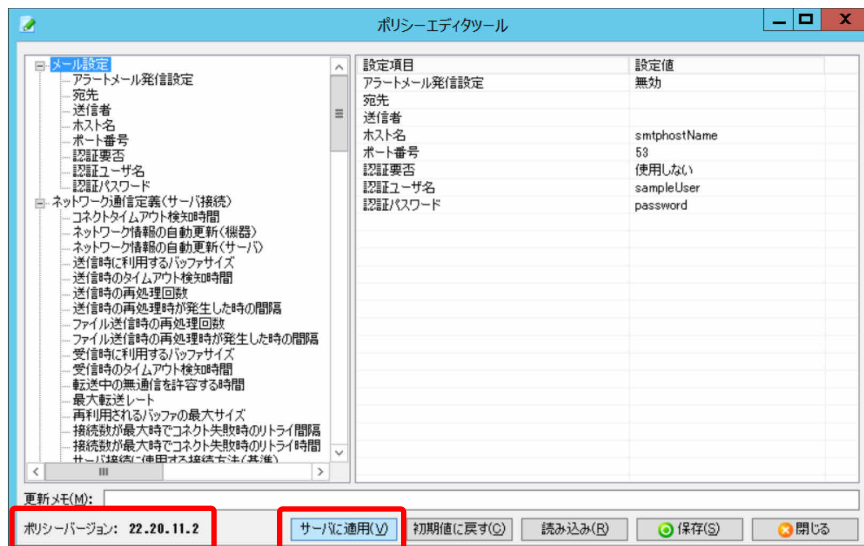 ポリシーエディタツール
メール設定
アラートメール発信設定
宛先
送信者
ホスト名
ポート番号
認証要否
認証ユーザ名
認証パスワード
ネットワーク通信定義(サーバ接続)
コネクトタイムアウト検知時間
ネットワーク情報の自動更新(機器)
ネットワーク情報の自動更新(サーバ)
送信時に利用するバッファサイズ
送信時のタイムアウト検知時間
送信時の再処理回数
送信時の再処理時が発生した時の間隔
ファイル送信時の再処理回数
ファイル送信時の再処理時が発生した時の間隔
受信時に利用するバッファサイズ
受信時のタイムアウト検知時間
転送中の無通信を許容する時間
最大転送レート
再利用されるバッファの最大サイズ
接続数が最大時でコネクト失敗時のリトライ間隔
接続数が最大時でコネクト失敗時のリトライ時間
サーバ接続に使用する接続方法(基準)
設定項目 設定値
アラートメール発信設定 無効
宛先
送信者
ホスト名 smtphostName
ポート番号 53
認証要否 使用しない
認証ユーザ名 sampleUser
認証パスワード password
更新メモ(M):
ポリシーバージョン: 22.20.11.2
サーバに適用(V)
初期値に戻す(C)
読み込み(R)
保存(S)
閉じる